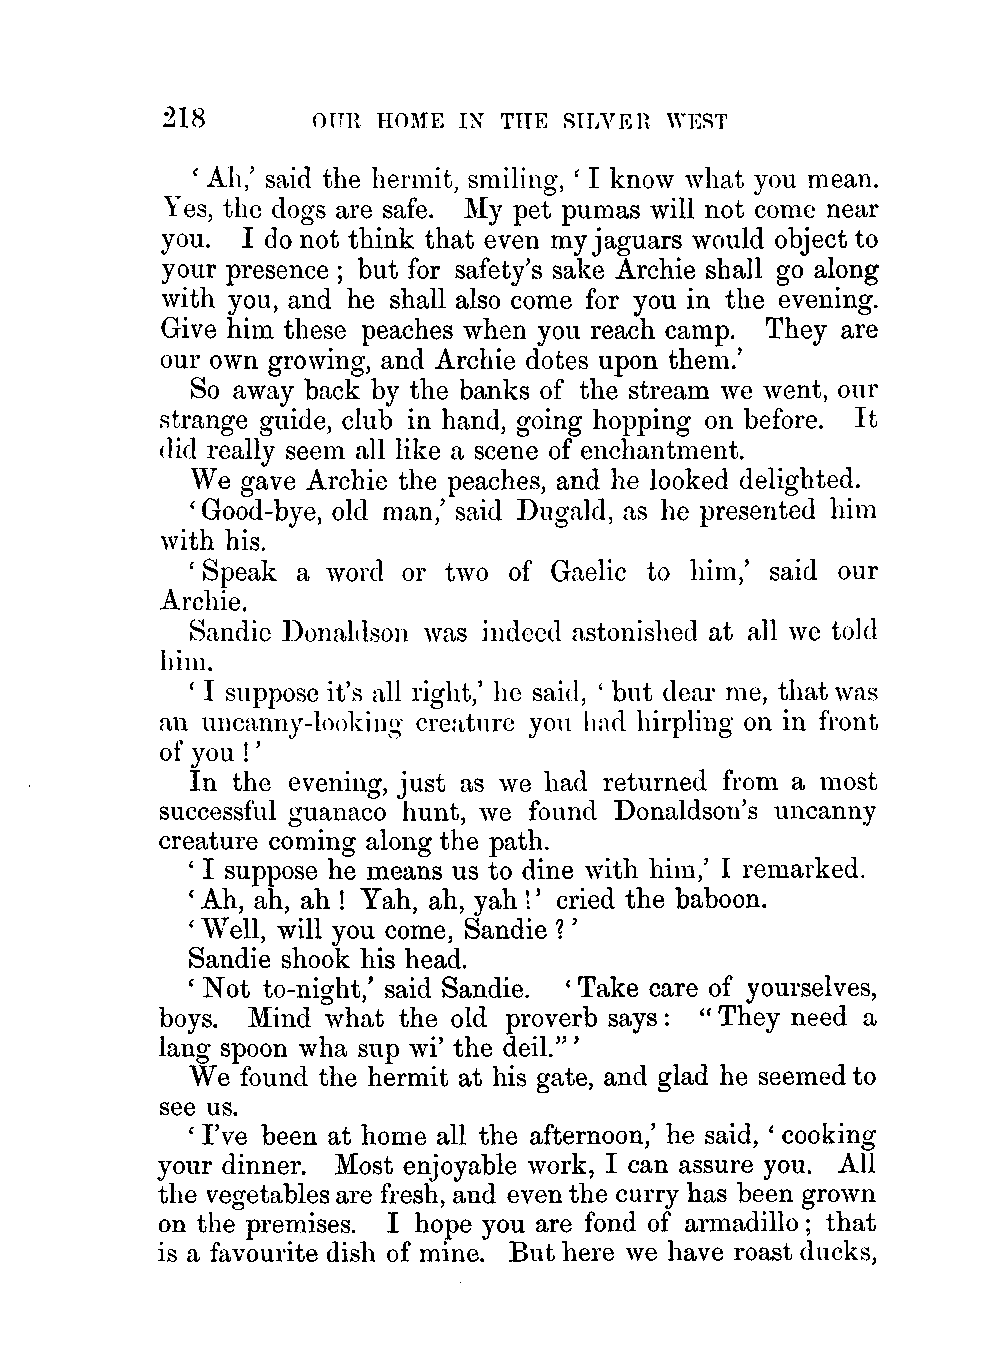 218 OUR HOME IN THE SILVER WEST
‘Ah,’ said the hermit, smiling, ‘I know what you mean.
Yes, the dogs are safe. My pet pumas will not come near
you. I do not think that even my jaguars would object to
your presence; but for safety’s sake Archie shall go along
with you, and he shall also come for you in the evening.
Give him these peaches when you reach camp. They are
our own growing, and Archie dotes upon them.’
So away back by the banks of the stream we went, our
strange guide, club in hand, going hopping on before. It
did really seem all like a scene of enchantment.
We gave Archie the peaches, and he looked delighted.
‘Good-bye, old man,’ said Dugald, as he presented him
with his.
‘Speak a word or two of Gaelic to him,’ said our
Archie.
Sandie Donaldson was indeed astonished at all we told
him.
‘I suppose it’s all right,’ he said, ‘but dear me, that was
an uncanny-looking creature you had hirpling on in front
of you!’
In the evening, just as we had returned from a most
successful guanaco hunt, we found Donaldson’s uncanny
creature coming along the path.
‘I suppose he means us to dine with him,’ I remarked.
‘Ah, ah, ah! Yah, ah, yah!’ cried the baboon.
‘Well, will you come, Sandie?’
Sandie shook his head.
‘Not to-night,’ said Sandie. ‘Take care of yourselves,
boys. Mind what the old proverb says: “They need a
lang spoon wha sup wi’ the deil.”’
We found the hermit at his gate, and glad he seemed to
see us.
‘I’ve been at home all the afternoon,’ he said, ‘cooking
your dinner. Most enjoyable work, I can assure you. All
the vegetables are fresh, and even the curry has been grown
on the premises. I hope you are fond of armadillo; that
is a favourite dish of mine. But here we have roast ducks,